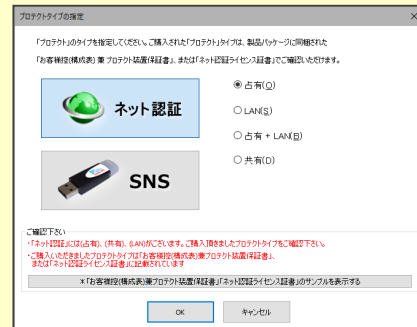 プロテクトタイプの指定
「プロテクト」のタイプを指定してください。ご購入された「プロテクト」タイプは、製品パッケージに同梱された
「お客様控(構成表) 兼 プロテクト装置保証書」、または「ネット認証ライセンス証書」でご確認いただけます。
ネット認証
SNS
占有(O)
LAN(S)
占有 + LAN(B)
共有(D)
ご確認下さい
・「ネット認証」には(占有)、(共有)、(LAN)がございます。ご購入頂きましたプロテクトタイプをご確認下さい。
・ご購入いただきましたプロテクトタイプは「お客様控(構成表)兼プロテクト装置保証書」、
または「ネット認証ライセンス証書」に記載されています
＊「お客様控(構成表)兼プロテクト装置保証書」「ネット認証ライセンス証書」のサンプルを表示する
OK
キャンセル